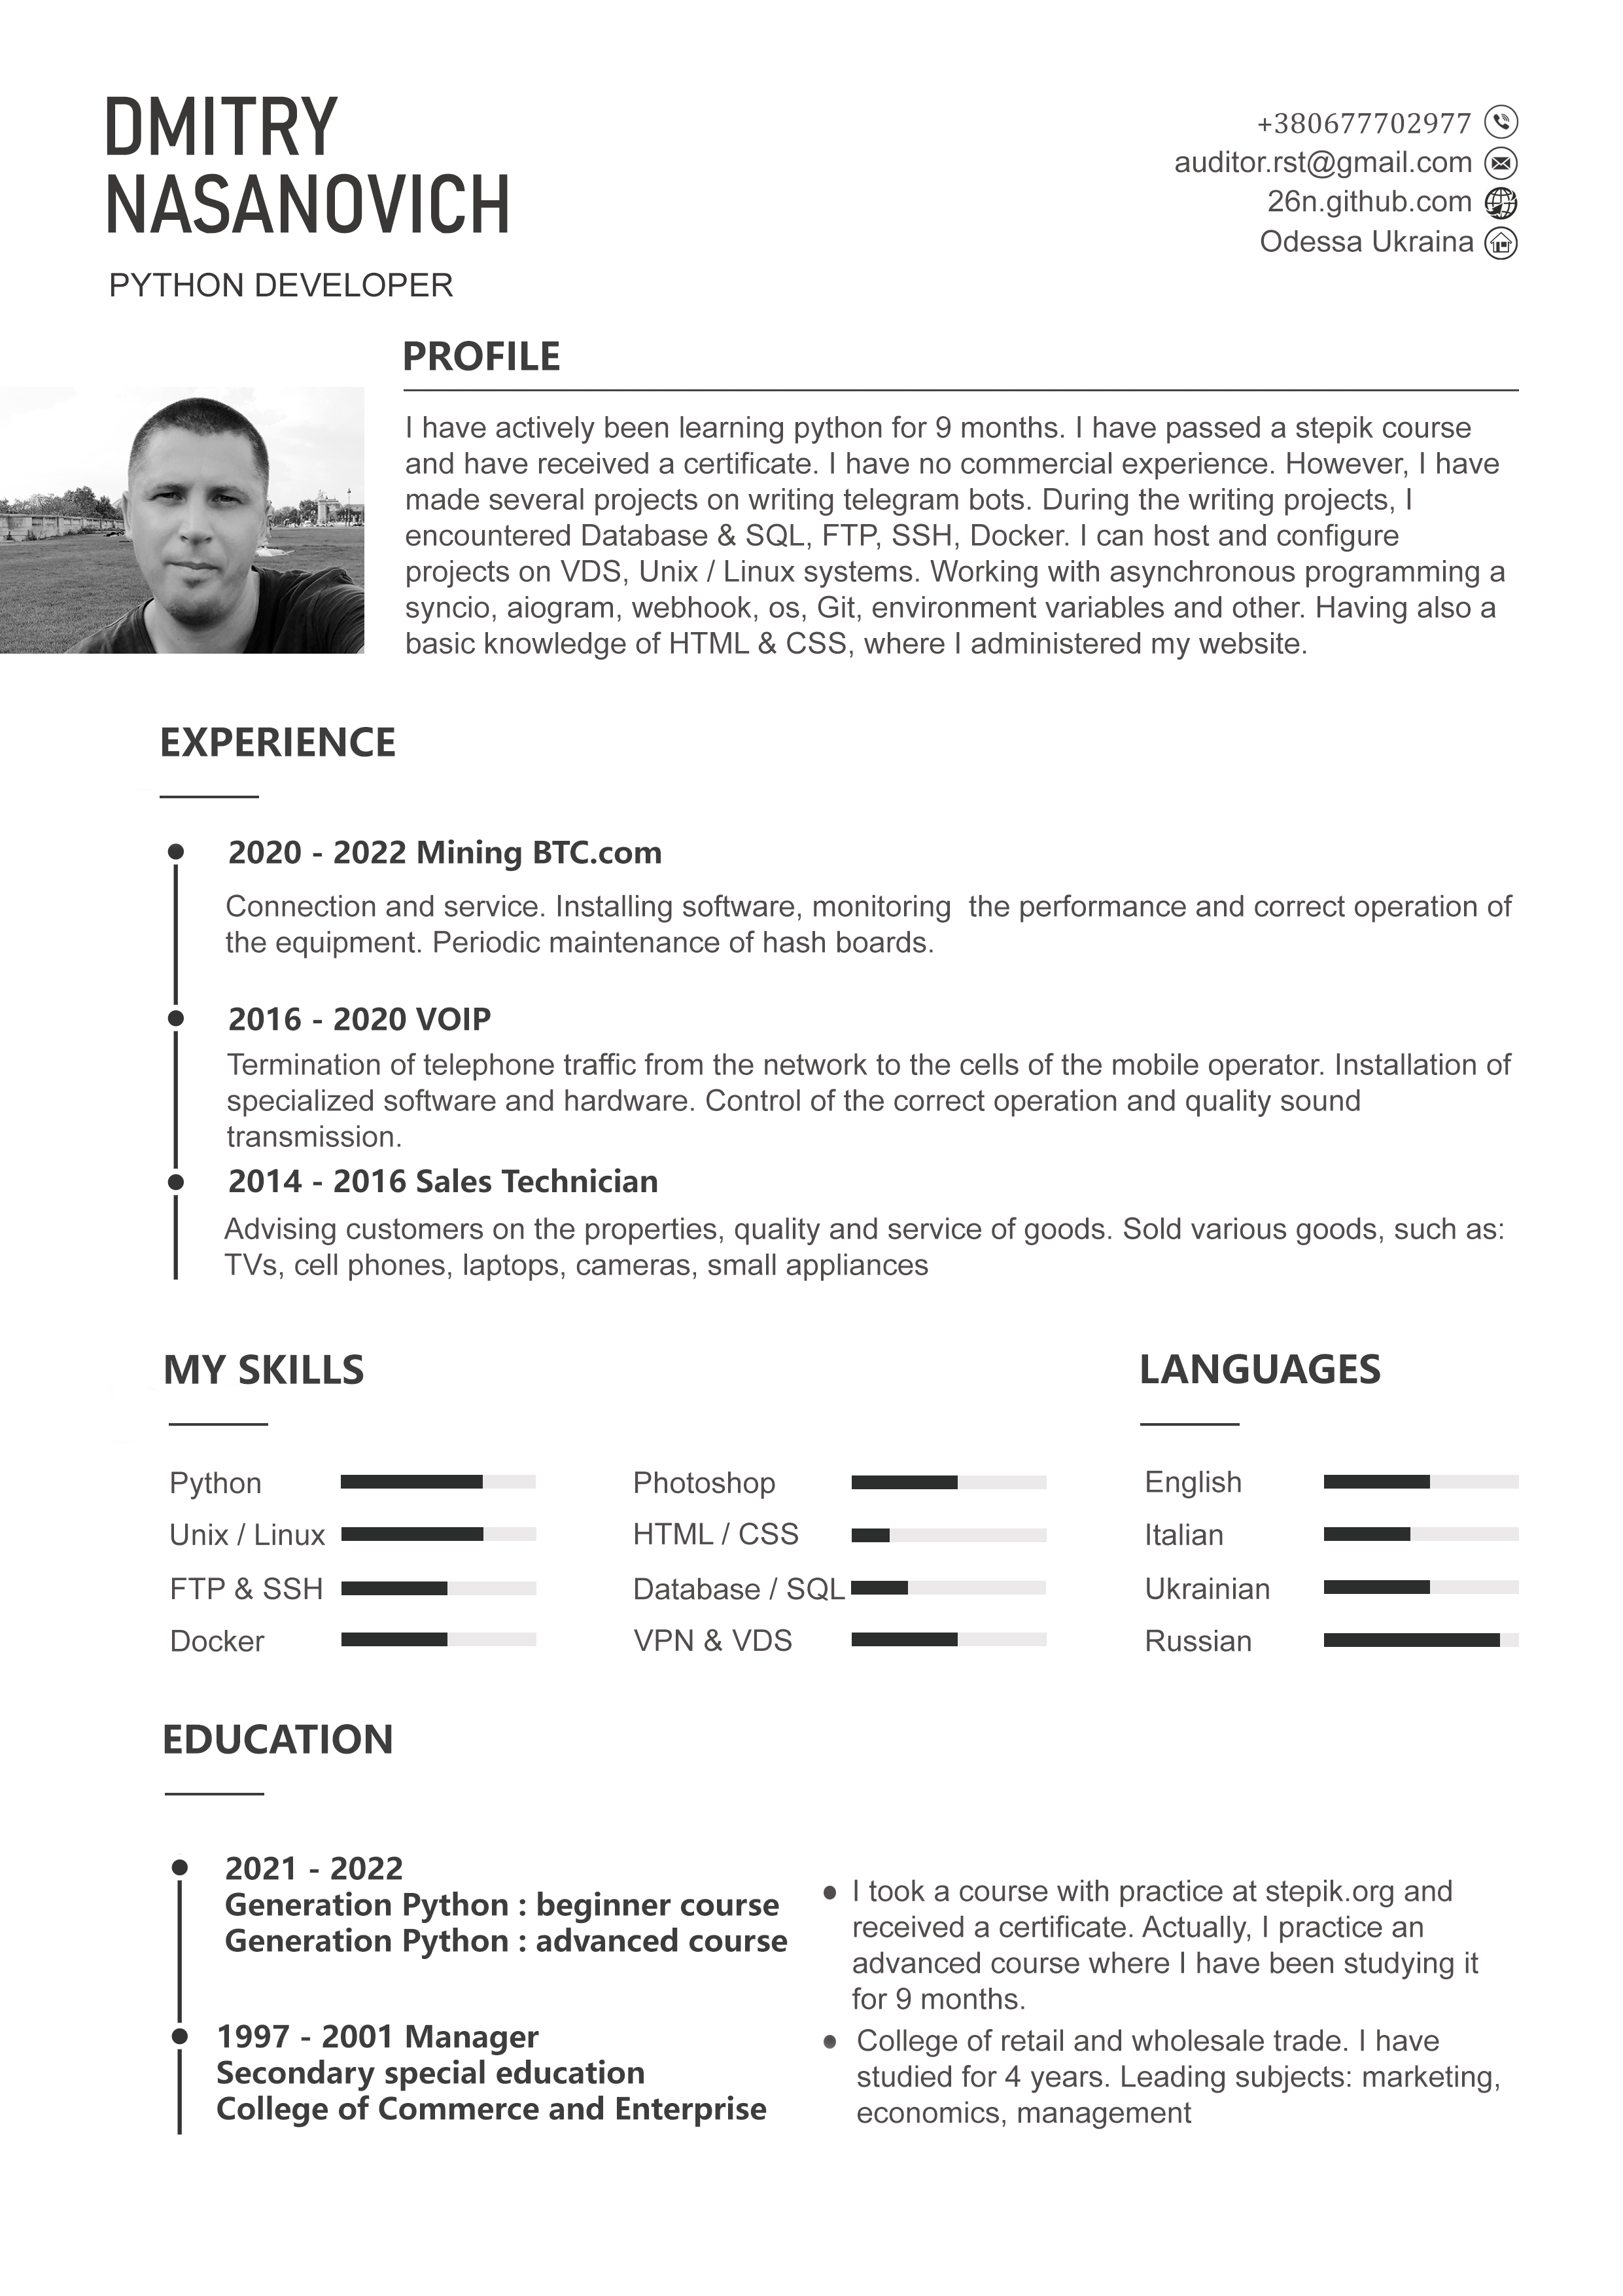 DMITRY
NASANOVICH
PYTHON DEVELOPER
+380677702977
auditor.rst@gmail.com
26n.github.com
Odessa Ukraina
PROFILE
I have actively been learning python for 9 months. I have passed a stepik course
and have received a certificate. I have no commercial experience. However, I have
made several projects on writing telegram bots. During the writing projects, I
encountered Database & SQL, FTP, SSH, Docker. I can host and configure
projects on VDS, Unix / Linux systems. Working with asynchronous programming a
syncio, aiogram, webhook, os, Git, environment variables and other. Having also a
basic knowledge of HTML & CSS, where I administered my website.
EXPERIENCE
2020 - 2022 Mining BTC.com
Connection and service. Installing software, monitoring  the performance and correct operation of
the equipment. Periodic maintenance of hash boards.
2016 - 2020 VOIP
Termination of telephone traffic from the network to the cells of the mobile operator. Installation of
specialized software and hardware. Control of the correct operation and quality sound
transmission.
2014 - 2016 Sales Technician
Advising customers on the properties, quality and service of goods. Sold various goods, such as:
TVs, cell phones, laptops, cameras, small appliances
MY SKILLS
Python
Unix / Linux
FTP & SSH
Docker
Photoshop
HTML / CSS
Database / SQL
VPN & VDS
LANGUAGES
English
Italian
Ukrainian
Russian
EDUCATION
2021 - 2022
Generation Python : beginner course
Generation Python : advanced course
I took a course with practice at stepik.org and
received a certificate. Actually, I practice an
advanced course where I have been studying it
for 9 months.
1997 - 2001 Manager
Secondary special education
College of Commerce and Enterprise
College of retail and wholesale trade. I have
studied for 4 years. Leading subjects: marketing,
economics, management